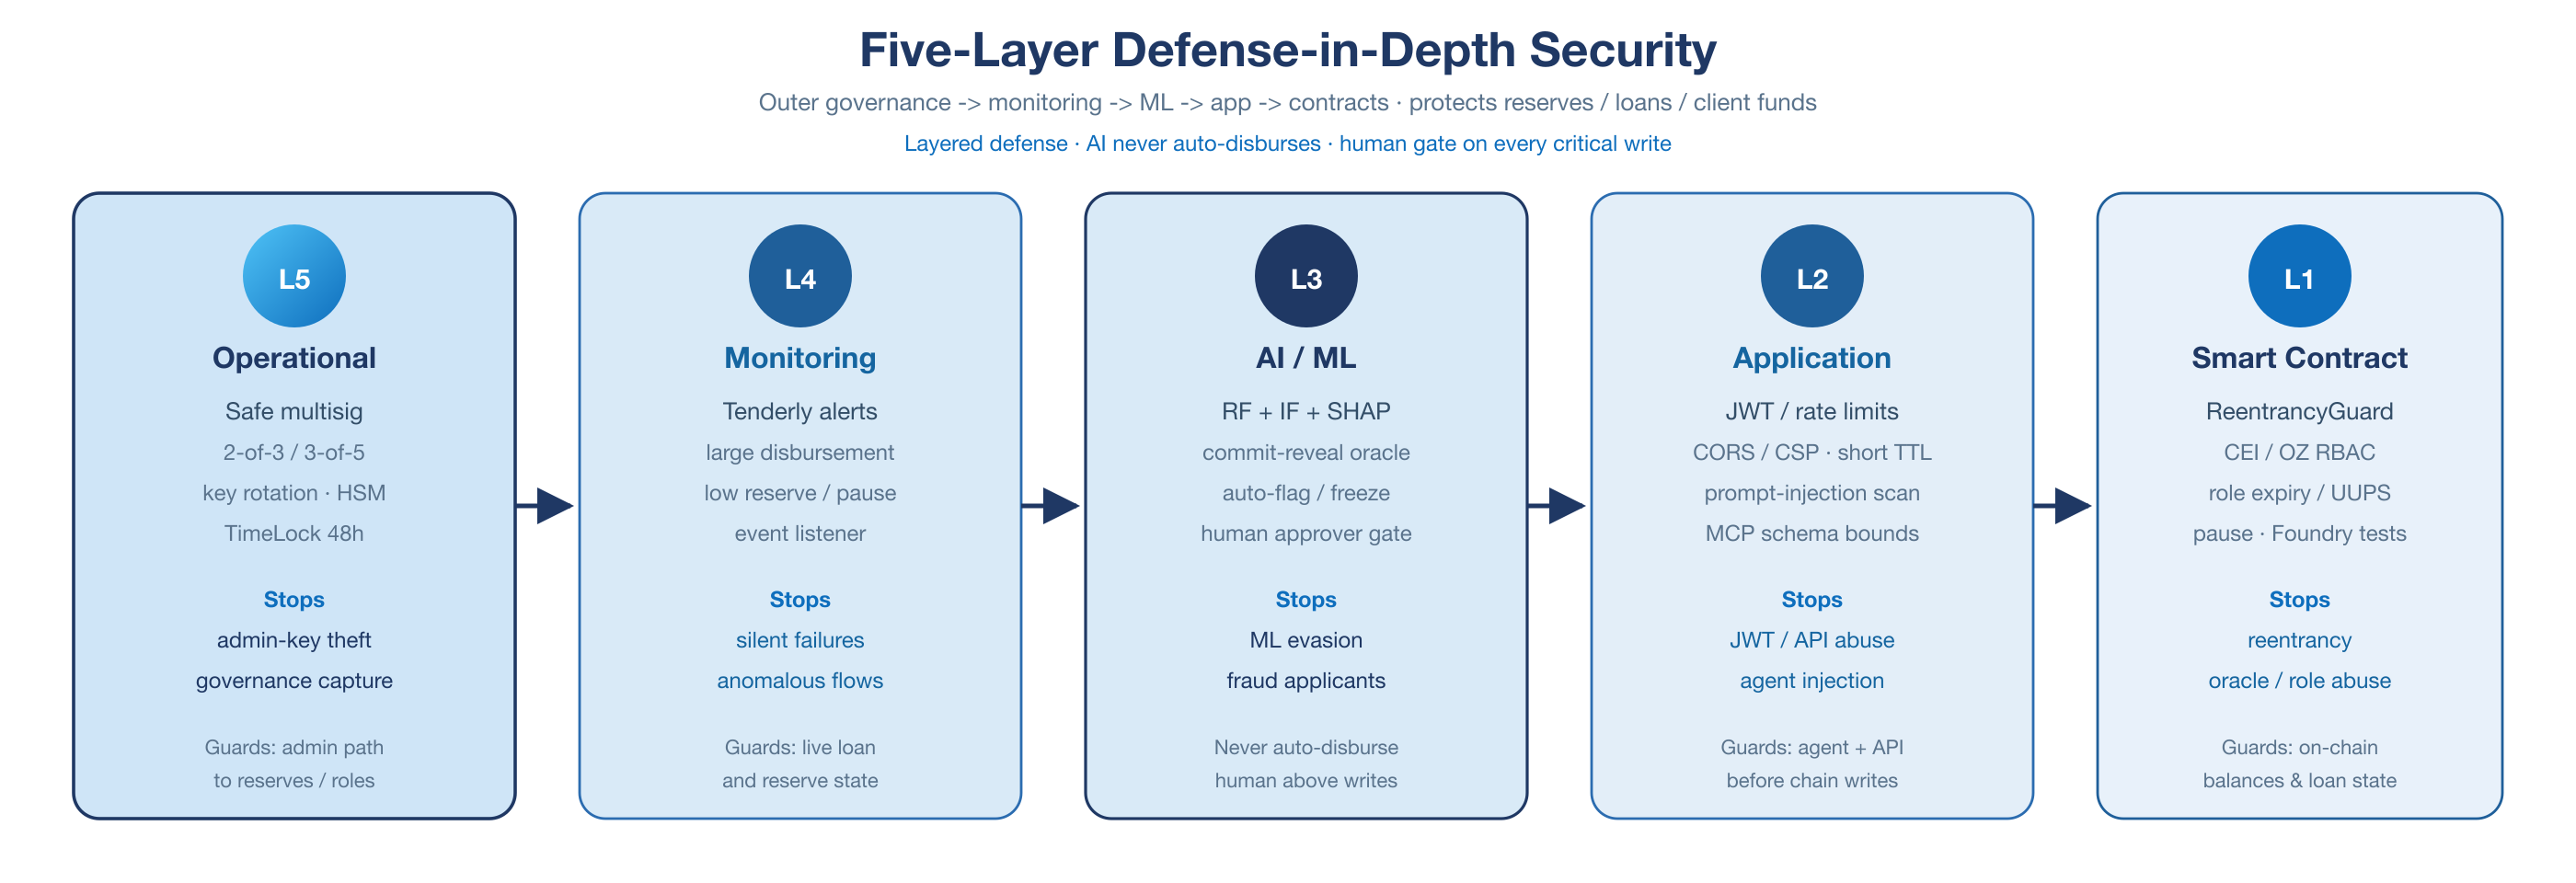 Five-Layer Defense-in-Depth Security
Outer governance -> monitoring -> ML -> app -> contracts · protects reserves / loans / client funds
Layered defense · AI never auto-disburses · human gate on every critical write
L5
Operational
Safe multisig
2-of-3 / 3-of-5
key rotation · HSM
TimeLock 48h
Stops
admin-key theft
governance capture
Guards: admin path
to reserves / roles
L4
Monitoring
Tenderly alerts
large disbursement
low reserve / pause
event listener
Stops
silent failures
anomalous flows
Guards: live loan
and reserve state
L3
AI / ML
RF + IF + SHAP
commit-reveal oracle
auto-flag / freeze
human approver gate
Stops
ML evasion
fraud applicants
Never auto-disburse
human above writes
L2
Application
JWT / rate limits
CORS / CSP · short TTL
prompt-injection scan
MCP schema bounds
Stops
JWT / API abuse
agent injection
Guards: agent + API
before chain writes
L1
Smart Contract
ReentrancyGuard
CEI / OZ RBAC
role expiry / UUPS
pause · Foundry tests
Stops
reentrancy
oracle / role abuse
Guards: on-chain
balances & loan state